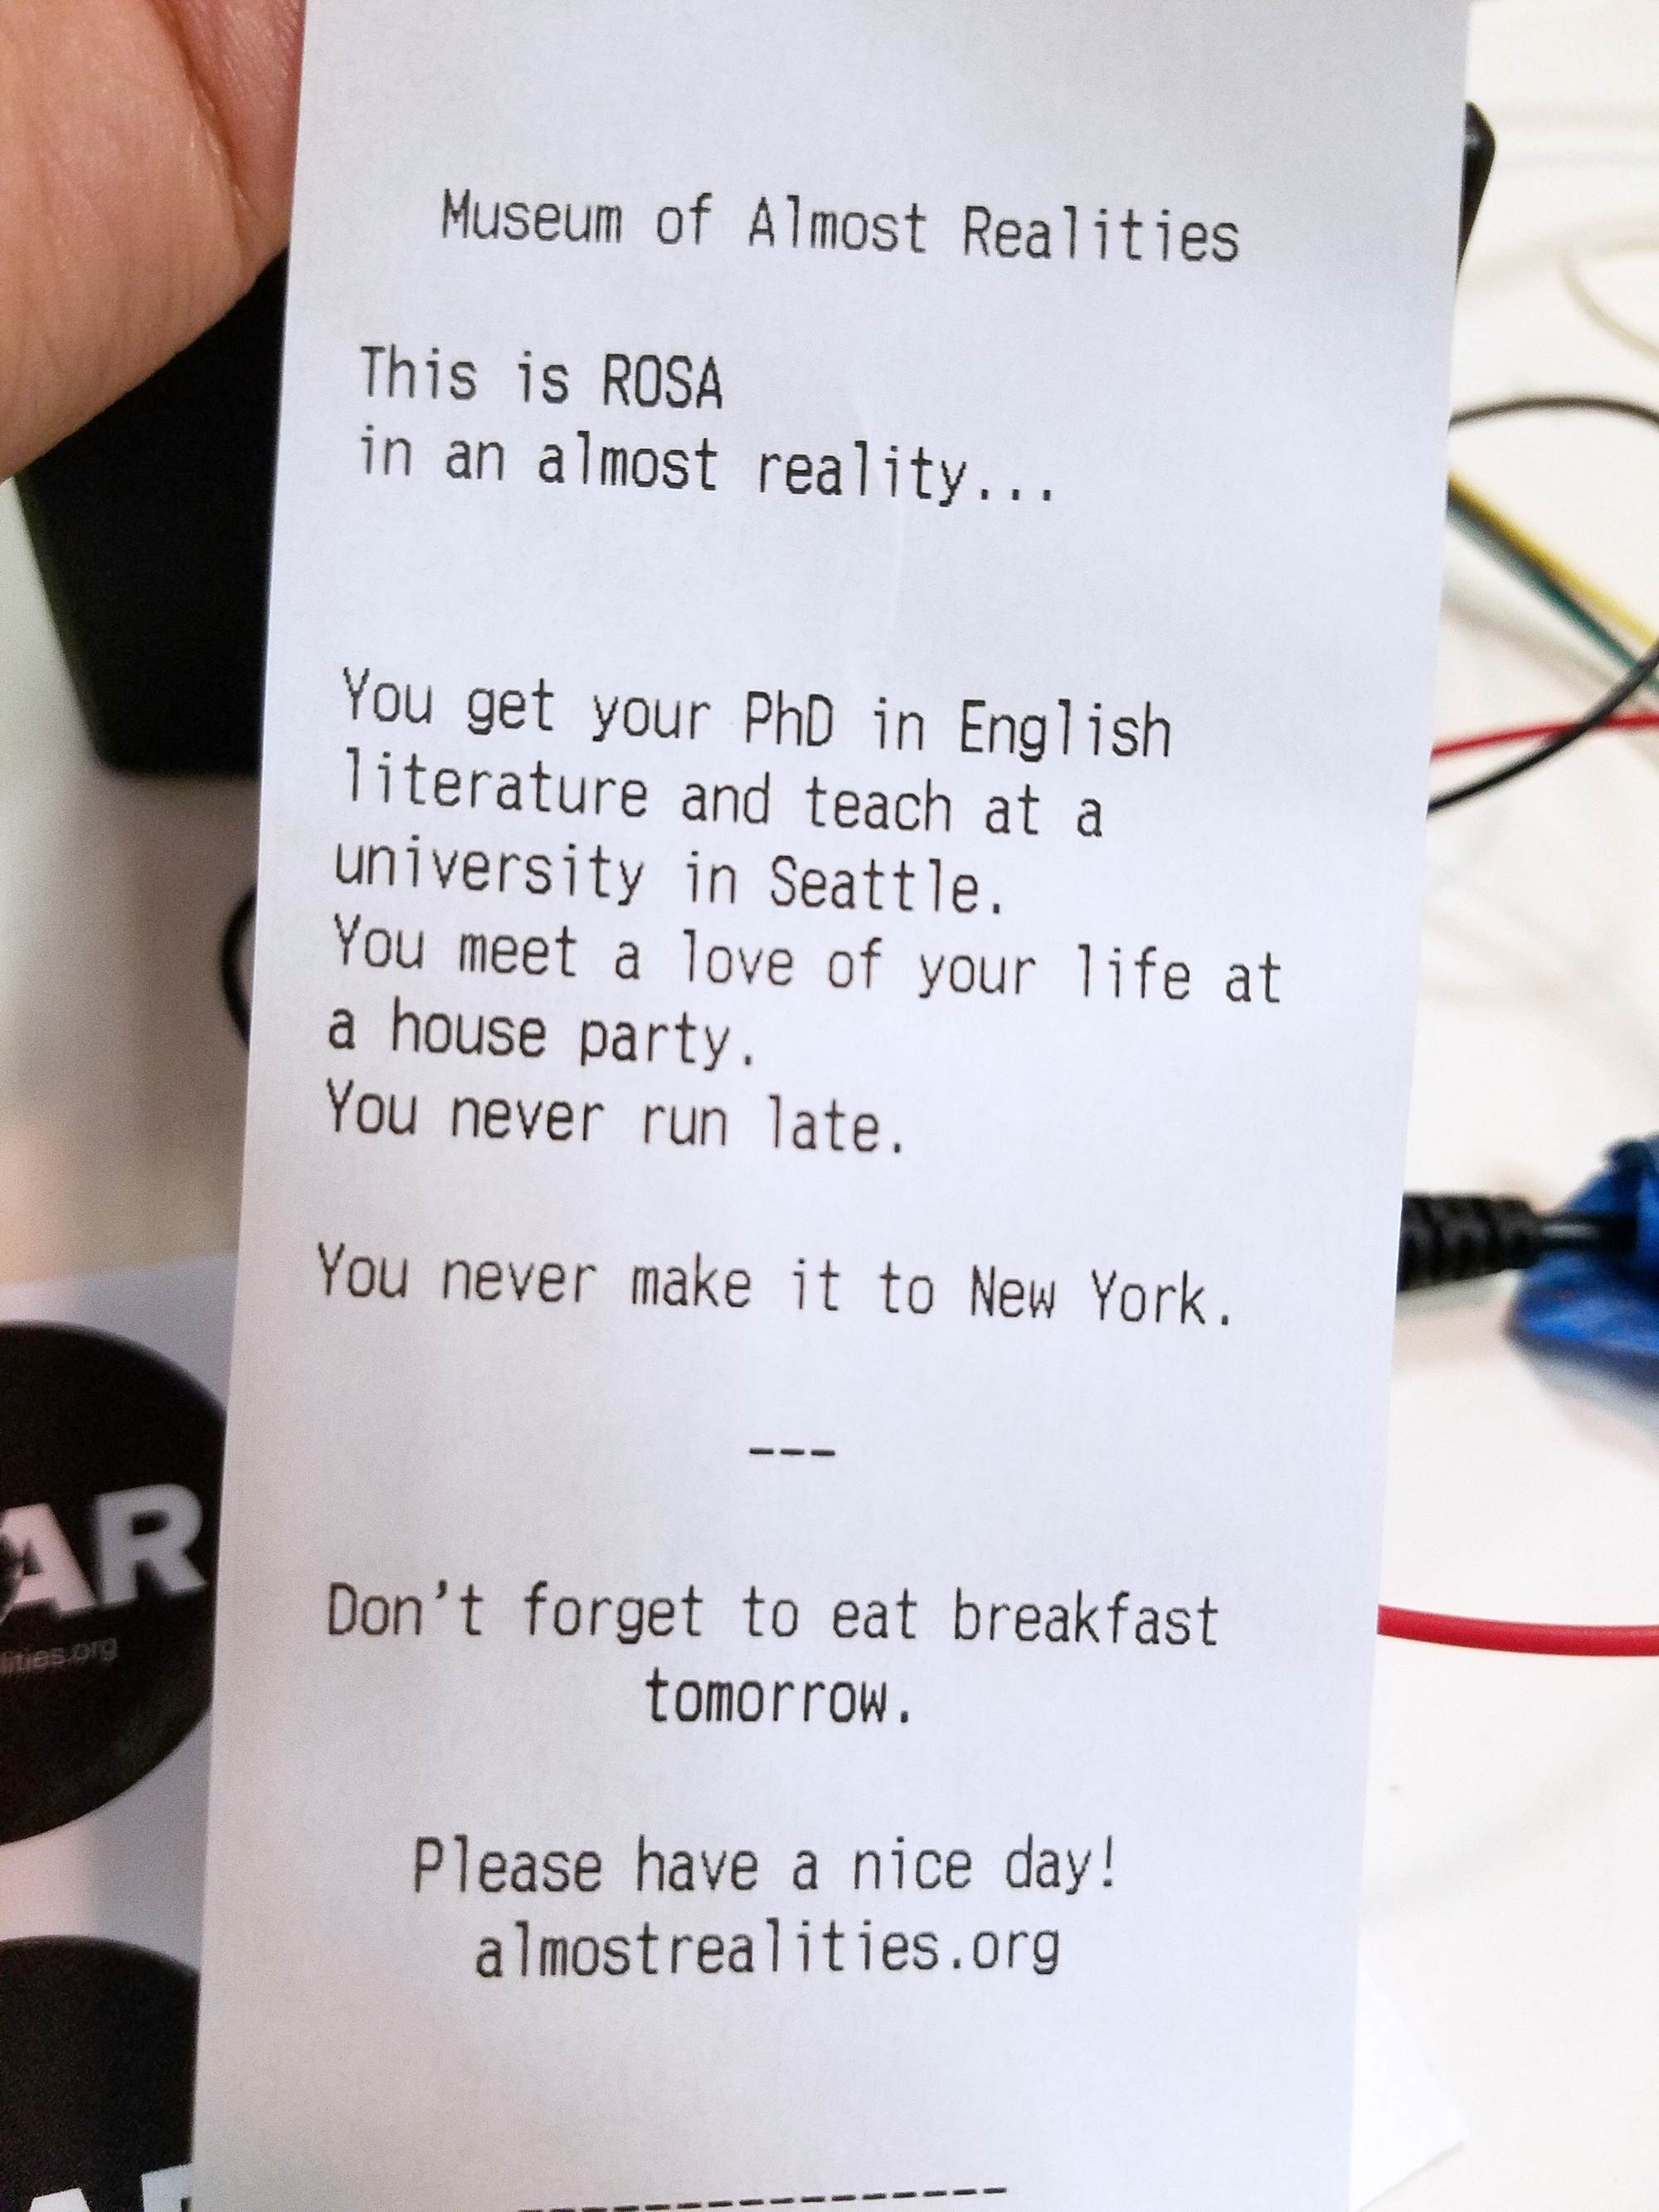 Museum of Almost Realities
This is ROSA
in an almost reality...
You get your PhD in English
literature and teach at a
university in Seattle.
You meet a love of your life at
a house party.
You never run late.
You never make it to New York.
---
Don't forget to eat breakfast
tomorrow.
Please have a nice day!
almostrealities.org
AR
lities.org